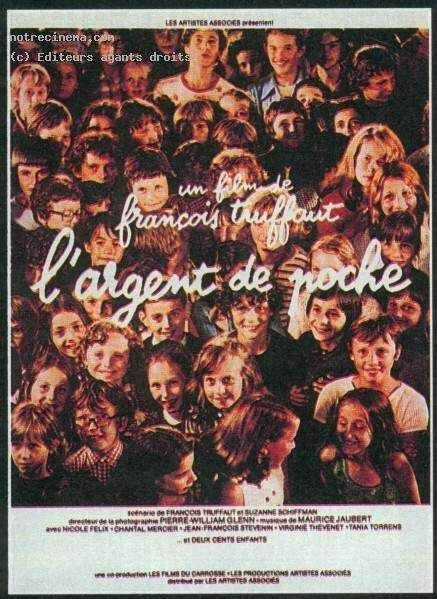 LES ARTISTES ASSOCIÉS présentent
notrecinema.com
(c) Editeurs agants droits
un film de
françois truffaut
l'argent de poche
scénario de FRANÇOIS TRUFFAUT et SUZANNE SCHIFFMAN
directeur de la photographie PIERRE-WILLIAM GLENN - musique de MAURICE JAUBERT
avec NICOLE FELIX - CHANTAL MERCIER - JEAN-FRANÇOIS STEVENIN - VIRGINIE THEVENET - TANIA TORRENS
... et DEUX CENTS ENFANTS
une co-production LES FILMS DU CARROSSE - LES PRODUCTIONS ARTISTES ASSOCIÉS
distribué par LES ARTISTES ASSOCIÉS